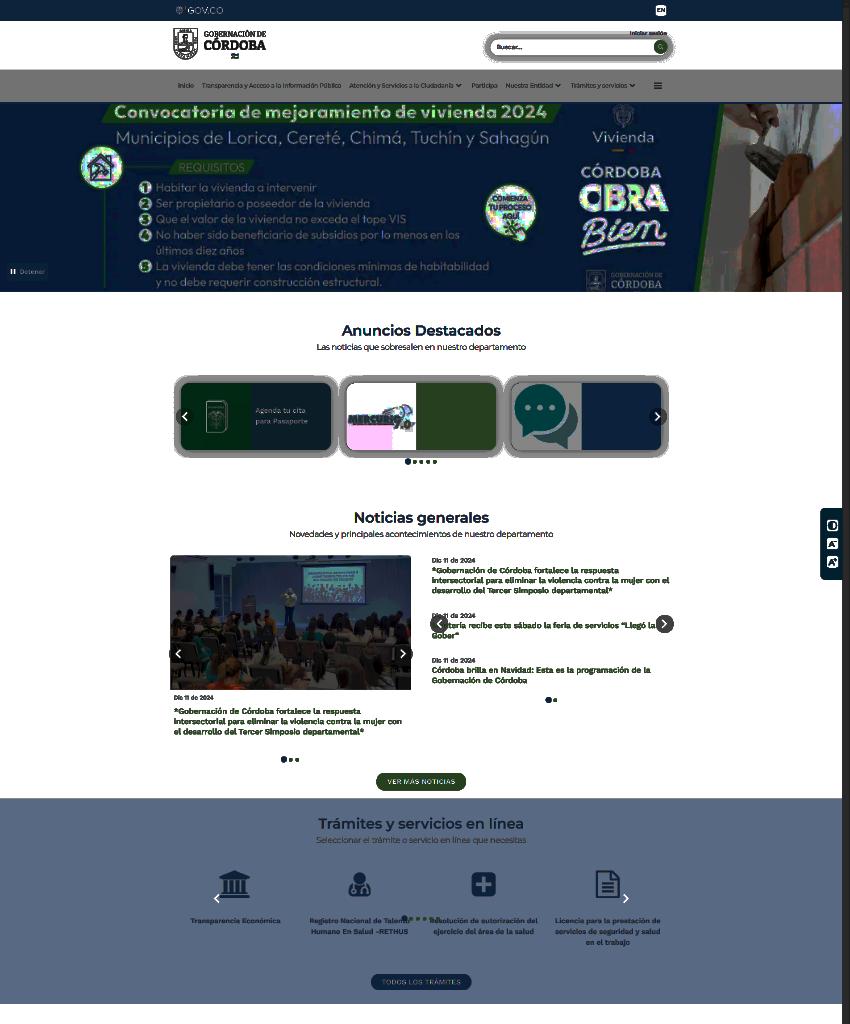 GOV.CO
EN
GOBERNACIÓN DE
CÓRDOBA
Iniciar sesión
Buscar...
Inicio Transparencia y Acceso a la Información Pública Atención y Servicios a la Ciudadanía Participa Nuestra Entidad Trámites y servicios
Convocatoria de mejoramiento de vivienda 2024
Municipios de Lorica, Cereté, Chimá, Tuchín y Sahagún
REQUISITOS
1 Habitar la vivienda a intervenir
2 Ser propietario o poseedor de la vivienda
3 Que el valor de la vivienda no exceda el tope VIS
4 No haber sido beneficiario de subsidios por lo menos en los
últimos diez años
5 La vivienda debe tener las condiciones mínimas de habitabilidad
y no debe requerir construcción estructural.
COMIENZA
TU PROCESO
AQUÍ
Vivienda
CÓRDOBA
OBRA
Bien
GOBERNACIÓN DE
CÓRDOBA
Detener
Anuncios Destacados
Las noticias que sobresalen en nuestro departamento
Agenda tu cita
para Pasaporte
MERCURIO
Noticias generales
Novedades y principales acontecimientos de nuestro departamento
Dic 11 de 2024
*Gobernación de Córdoba fortalece la respuesta
intersectorial para eliminar la violencia contra la mujer con
el desarrollo del Tercer Simposio departamental*
Dic 11 de 2024
*Gobernación de Córdoba fortalece la respuesta
intersectorial para eliminar la violencia contra la mujer con el
desarrollo del Tercer Simposio departamental*
11 de 2024
recibe este sábado la feria de servicios “Llegó la
Gober”
Dic 11 de 2024
Córdoba brilla en Navidad: Esta es la programación de la
Gobernación de Córdoba
VER MÁS NOTICIAS
Trámites y servicios en línea
Seleccionar el trámite o servicio en línea que necesitas
Transparencia Económica
Registro Nacional de Talento
Humano En Salud -RETHUS
Resolución de autorización del
ejercicio del área de la salud
Licencia para la prestación de
servicios de seguridad y salud
en el trabajo
TODOS LOS TRÁMITES